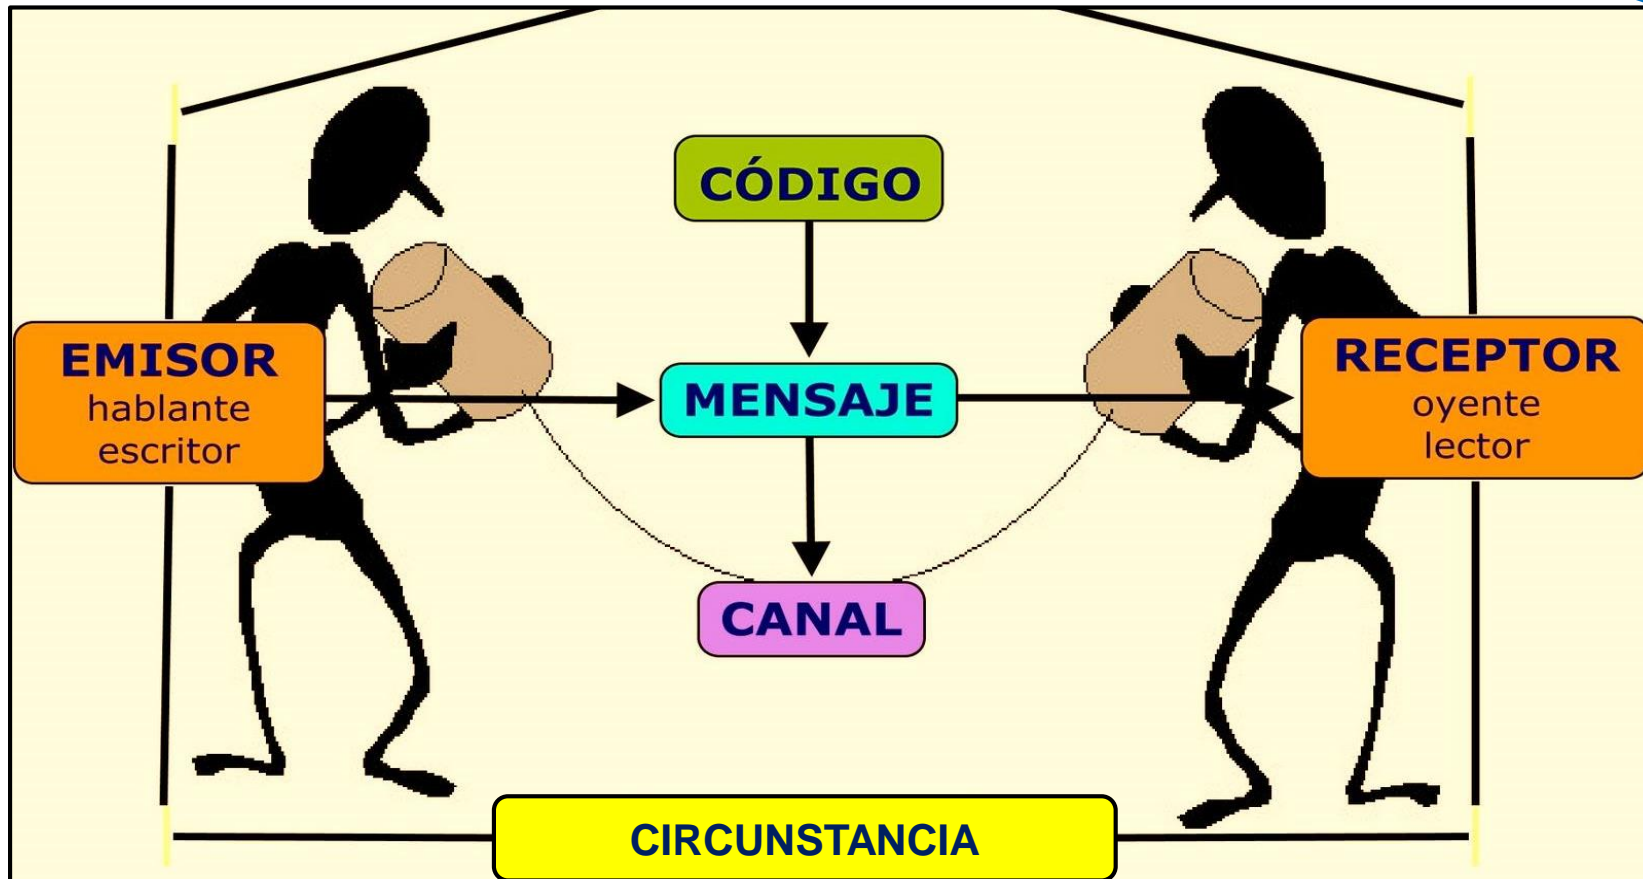 CÓDIGO
EMISOR
hablante
escritor
MENSAJE
RECEPTOR
oyente
lector
CANAL
CIRCUNSTANCIA